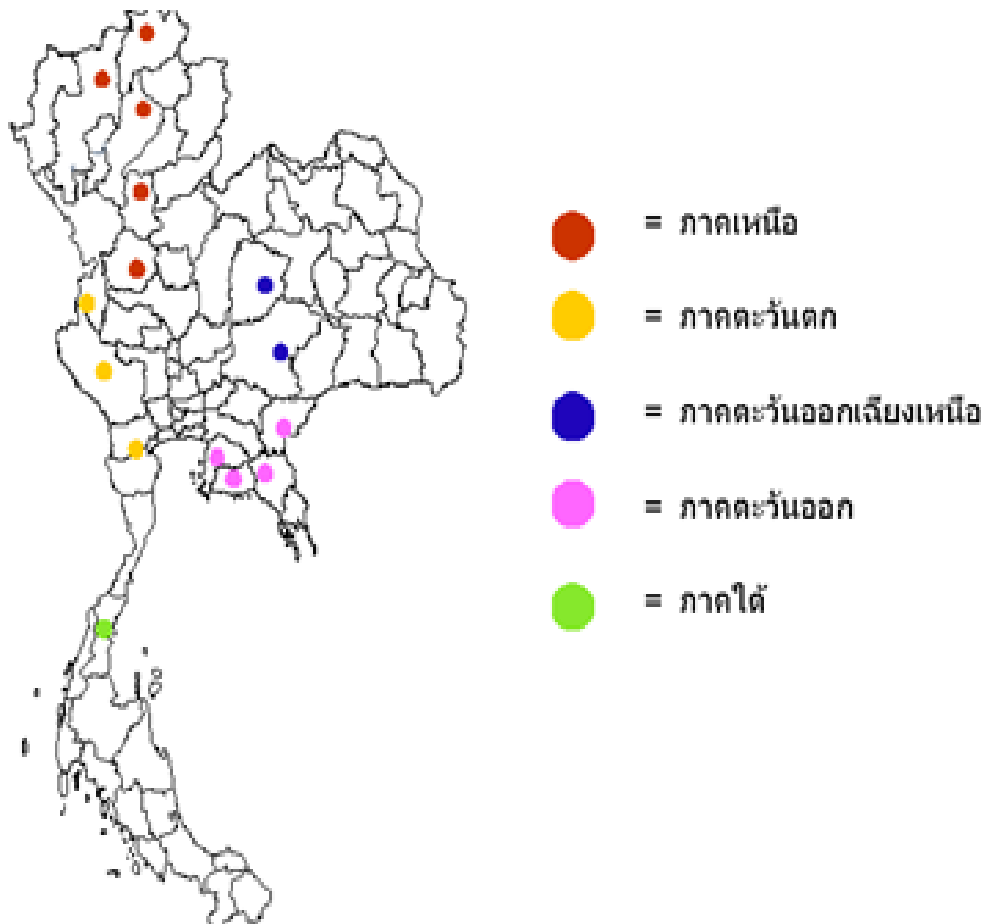 = ภาคเหนือ
= ภาคตะวันตก
= ภาคตะวันออกเฉียงเหนือ
= ภาคตะวันออก
= ภาคใต้